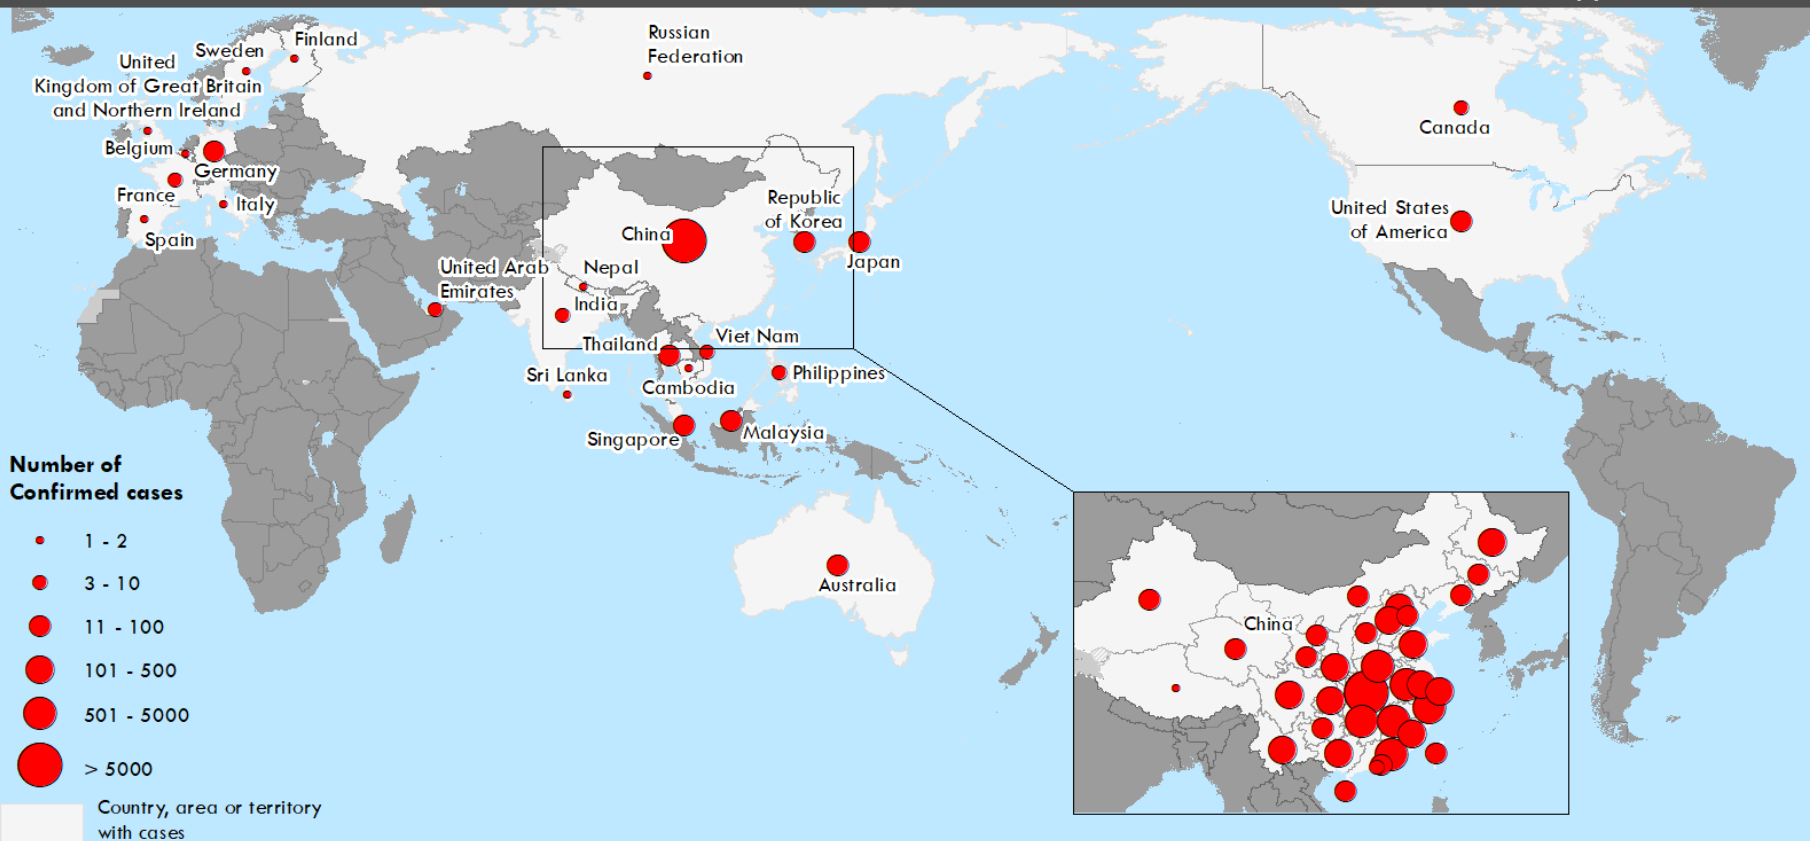 Finland
Sweden
United
Kingdom of Great Britain
and Northern Ireland
Belgium
Germany
France
Italy
Spain
Russian
Federation
Canada
United States
of America
Republic
of Korea
China
Japan
United Arab
Emirates
Nepal
India
Thailand
Viet Nam
Sri Lanka
Cambodia
Philippines
Singapore
Malaysia
Australia
China
Number of
Confirmed cases
1 - 2
3 - 10
11 - 100
101 - 500
501 - 5000
> 5000
Country, area or territory
with cases